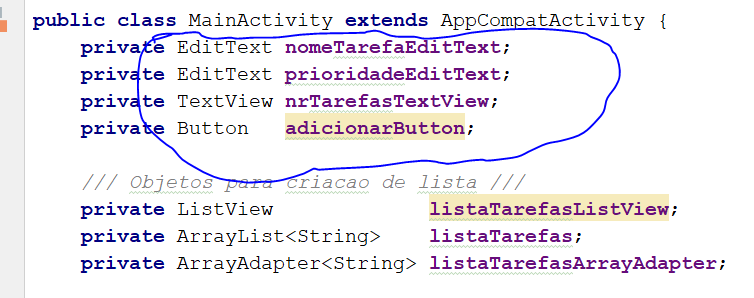 public class MainActivity extends AppCompatActivity {
private EditText nomeTarefaEditText;
private EditText prioridadeEditText;
private TextView nrTarefasTextView;
private Button adicionarButton;
/// Objetos para criacao de lista ///
private ListView listaTarefasListView;
private ArrayList<String> listaTarefas;
private ArrayAdapter<String> listaTarefasArrayAdapter;